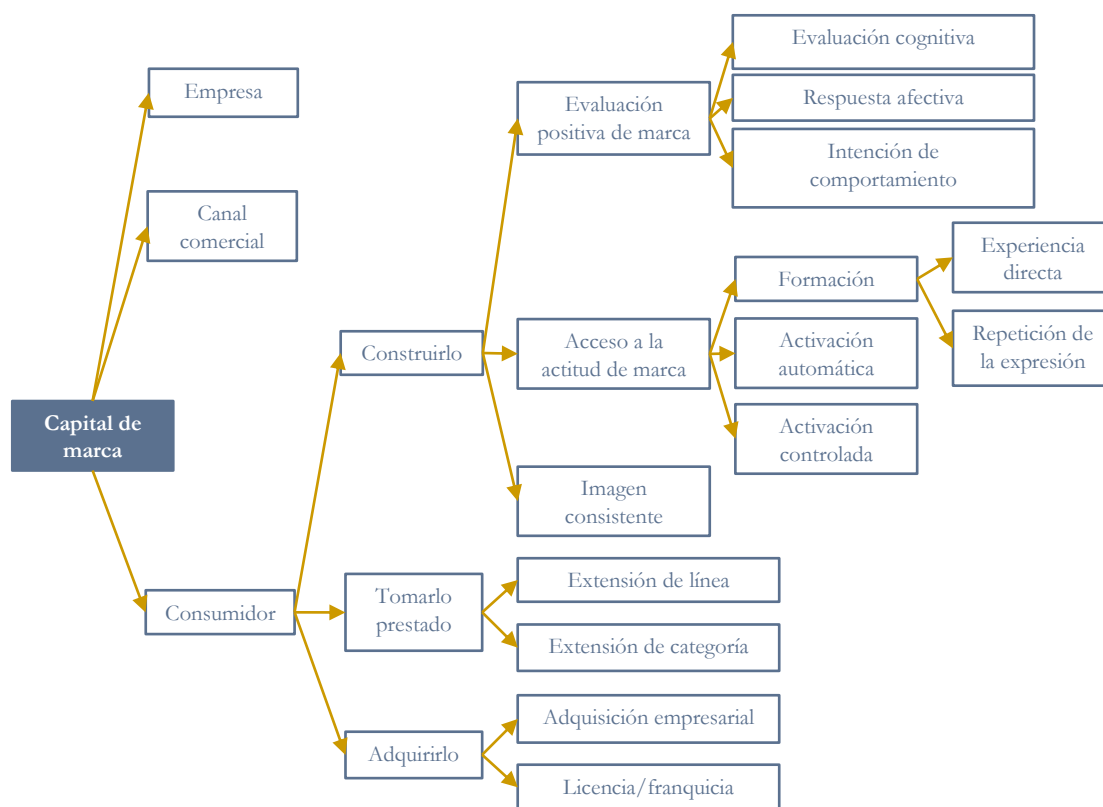 Evaluación cognitiva
Empresa
Evaluación
positiva de marca
Respuesta afectiva
Intención de
comportamiento
Canal
comercial
Experiencia
directa
Formación
Construirlo
Acceso a la
actitud de marca
Activación
automática
Repetición de
la expresión
Capital de
marca
Activación
controlada
Imagen
consistente
Extensión de línea
Consumidor
Tomarlo
prestado
Extensión de categoría
Adquisición empresarial
Adquirirlo
Licencia/franquicia